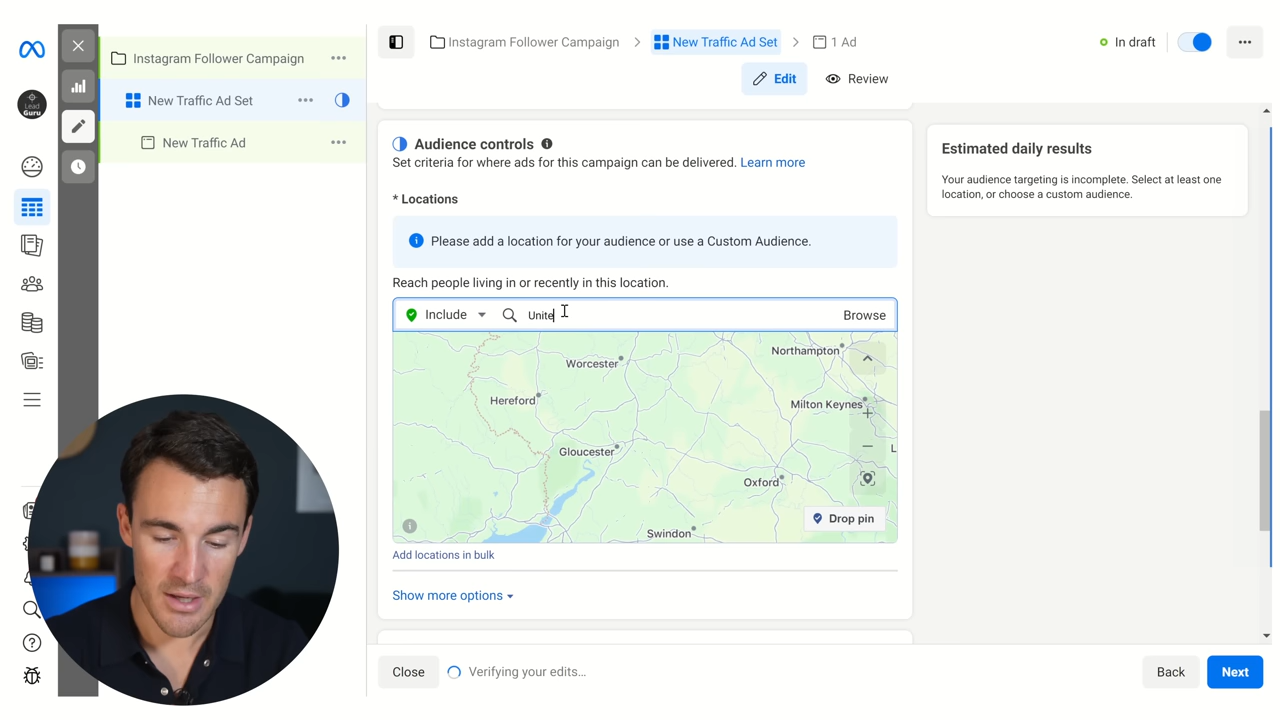 Instagram Follower Campaign
New Traffic Ad Set
New Traffic Ad
Lead
Guru
Instagram Follower Campaign
New Traffic Ad Set
1 Ad
In draft
Edit
Review
Audience controls
Set criteria for where ads for this campaign can be delivered. Learn more
* Locations
Please add a location for your audience or use a Custom Audience.
Reach people living in or recently in this location.
Include
Unite
Browse
Northampton
Worcester
Hereford
Milton Keynes
Gloucester
L
Oxford
Swindon
Drop pin
Add locations in bulk
Show more options
Estimated daily results
Your audience targeting is incomplete. Select at least one
location, or choose a custom audience.
Close
Verifying your edits...
Back
Next